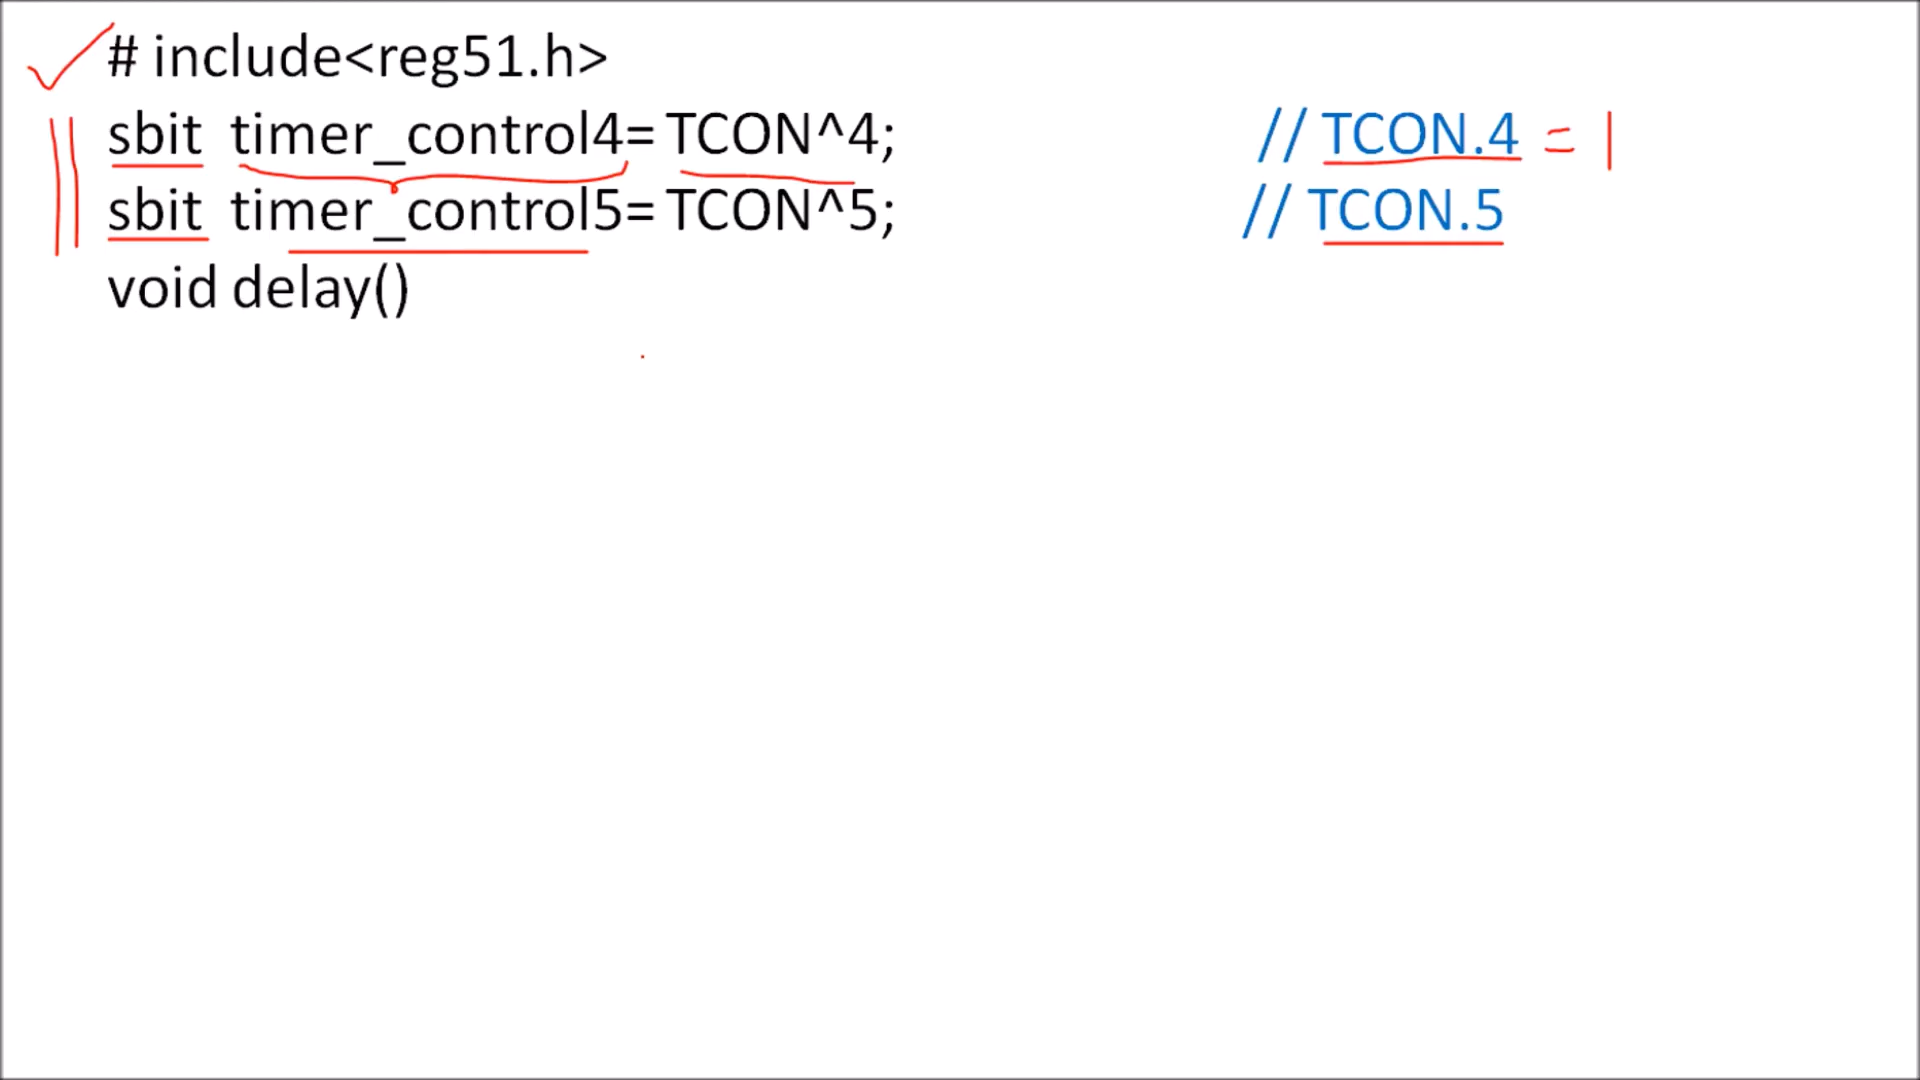 # include<reg51.h>
sbit timer_control4= TCON^4; // TCON.4 = 1
sbit timer_control5= TCON^5; // TCON.5
void delay()